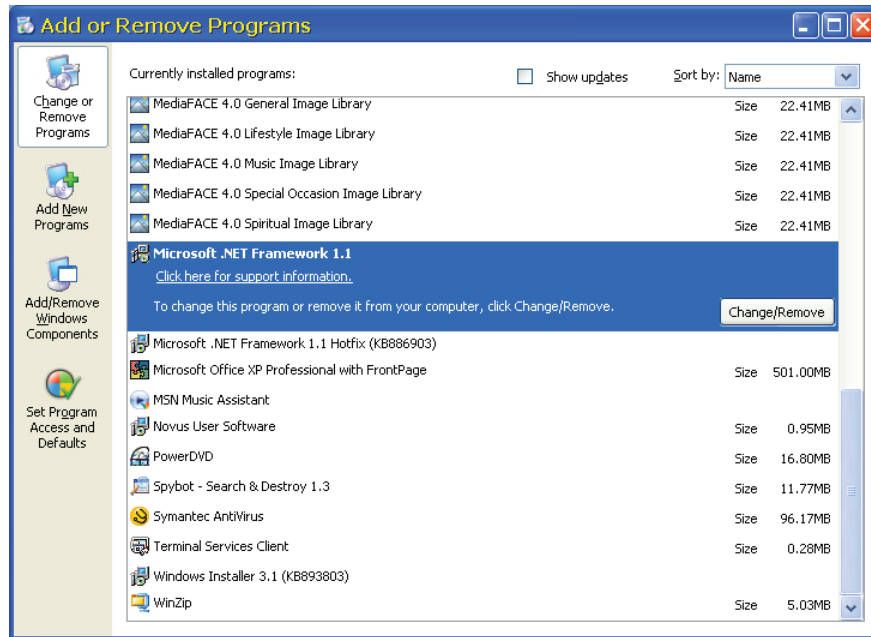 Add or Remove Programs
Change or
Remove
Programs
Add New
Programs
Add/Remove
Windows
Components
Set Program
Access and
Defaults
Currently installed programs:
Show updates
Sort by: Name
MediaFACE 4.0 General Image Library Size 22.41MB
MediaFACE 4.0 Lifestyle Image Library Size 22.41MB
MediaFACE 4.0 Music Image Library Size 22.41MB
MediaFACE 4.0 Special Occasion Image Library Size 22.41MB
MediaFACE 4.0 Spiritual Image Library Size 22.41MB
Microsoft .NET Framework 1.1
Click here for support information.
To change this program or remove it from your computer, click Change/Remove.
Change/Remove
Microsoft .NET Framework 1.1 Hotfix (KB886903)
Microsoft Office XP Professional with FrontPage Size 501.00MB
MSN Music Assistant
Novus User Software Size 0.95MB
PowerDVD Size 16.80MB
Spybot - Search & Destroy 1.3 Size 11.77MB
Symantec AntiVirus Size 96.17MB
Terminal Services Client Size 0.28MB
Windows Installer 3.1 (KB893803)
WinZip Size 5.03MB